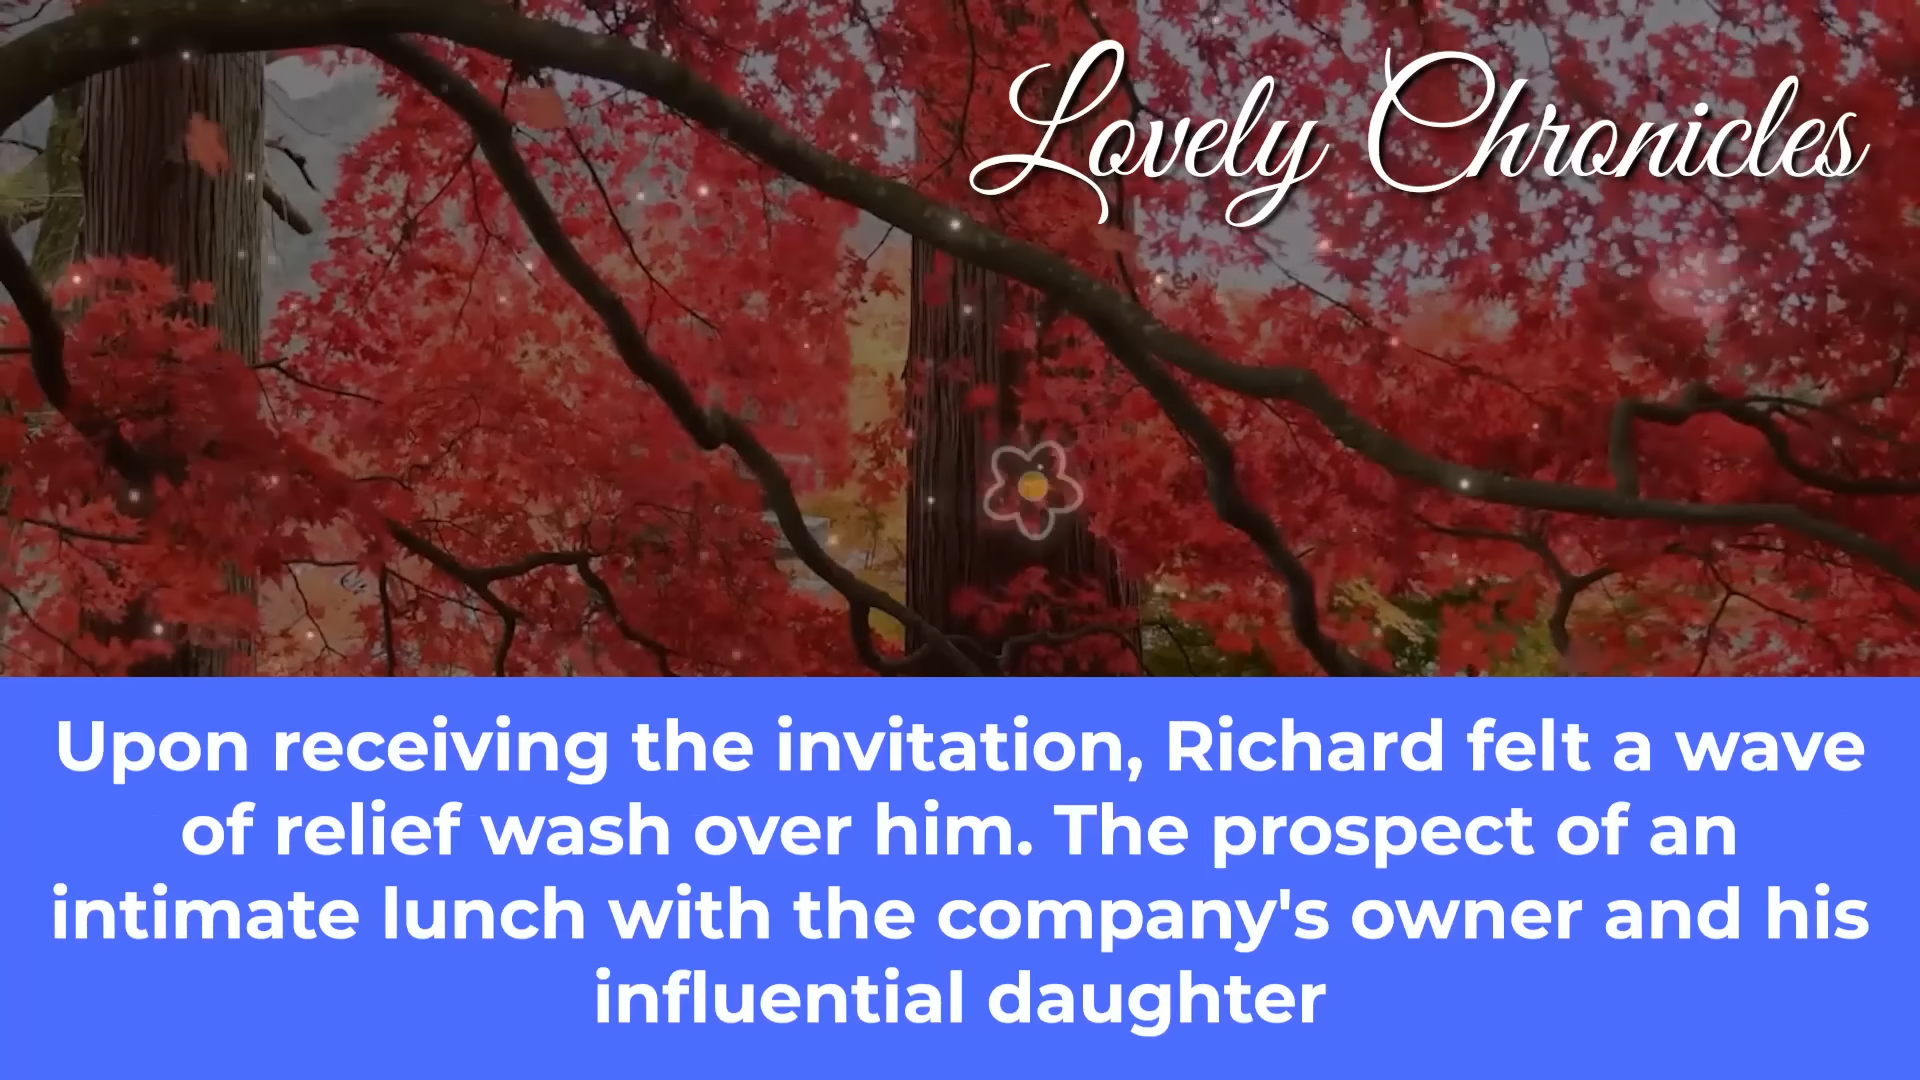 Lovely Chronicles
Upon receiving the invitation, Richard felt a wave
of relief wash over him. The prospect of an
intimate lunch with the company's owner and his
influential daughter